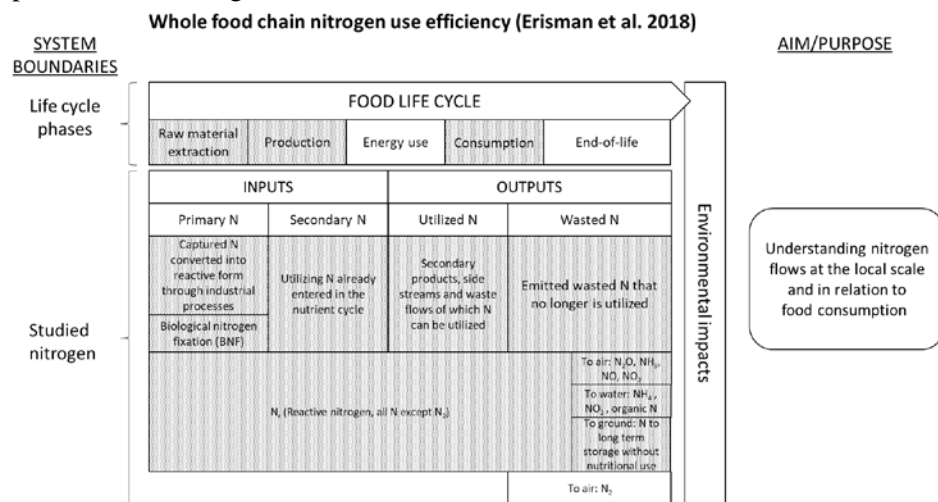 Whole food chain nitrogen use efficiency (Erisman et al. 2018)
SYSTEM
BOUNDARIES
AIM/PURPOSE
Life cycle
phases
FOOD LIFE CYCLE
Raw material
extraction
Production
Energy use
Consumption
End-of-life
INPUTS
OUTPUTS
Primary N
Secondary N
Utilized N
Wasted N
Captured N
converted into
reactive form
through industrial
processes
Biological nitrogen
fixation (BNF)
Utilizing N already
entered in the
nutrient cycle
Secondary
products, side
streams and waste
flows of which N
can be utilized
Emitted wasted N that
no longer is utilized
Studied
nitrogen
To air: N₂O, NH₃,
NO, NO₂
To water: NH₄,
NO₂, organic N
To ground: N to
long term
storage without
nutritional use
Nᵣ (Reactive nitrogen, all N except N₂)
To air: N₂
Environmental impacts
Understanding nitrogen
flows at the local scale
and in relation to
food consumption